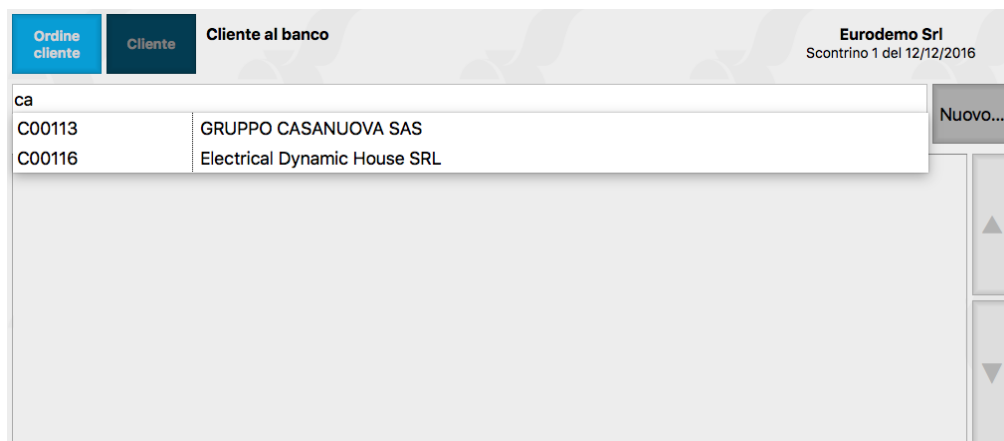 Ordine
cliente
Cliente
Cliente al banco
Eurodemo Srl
Scontrino 1 del 12/12/2016
ca
Nuovo...
C00113 GRUPPO CASANUOVA SAS
C00116 Electrical Dynamic House SRL